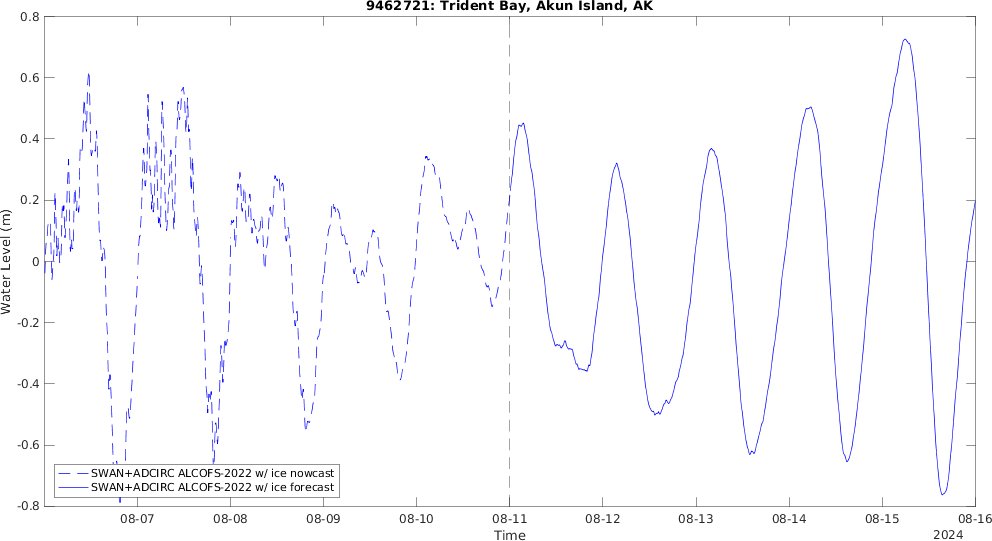 9462721: Trident Bay, Akun Island, AK
Water Level (m)
0.8
0.6
0.4
0.2
0
-0.2
-0.4
-0.6
-0.8
SWAN+ADCIRC ALCOFS-2022 w/ ice nowcast
SWAN+ADCIRC ALCOFS-2022 w/ ice forecast
08-07 08-08 08-09 08-10 08-11 08-12 08-13 08-14 08-15 08-16
Time
2024